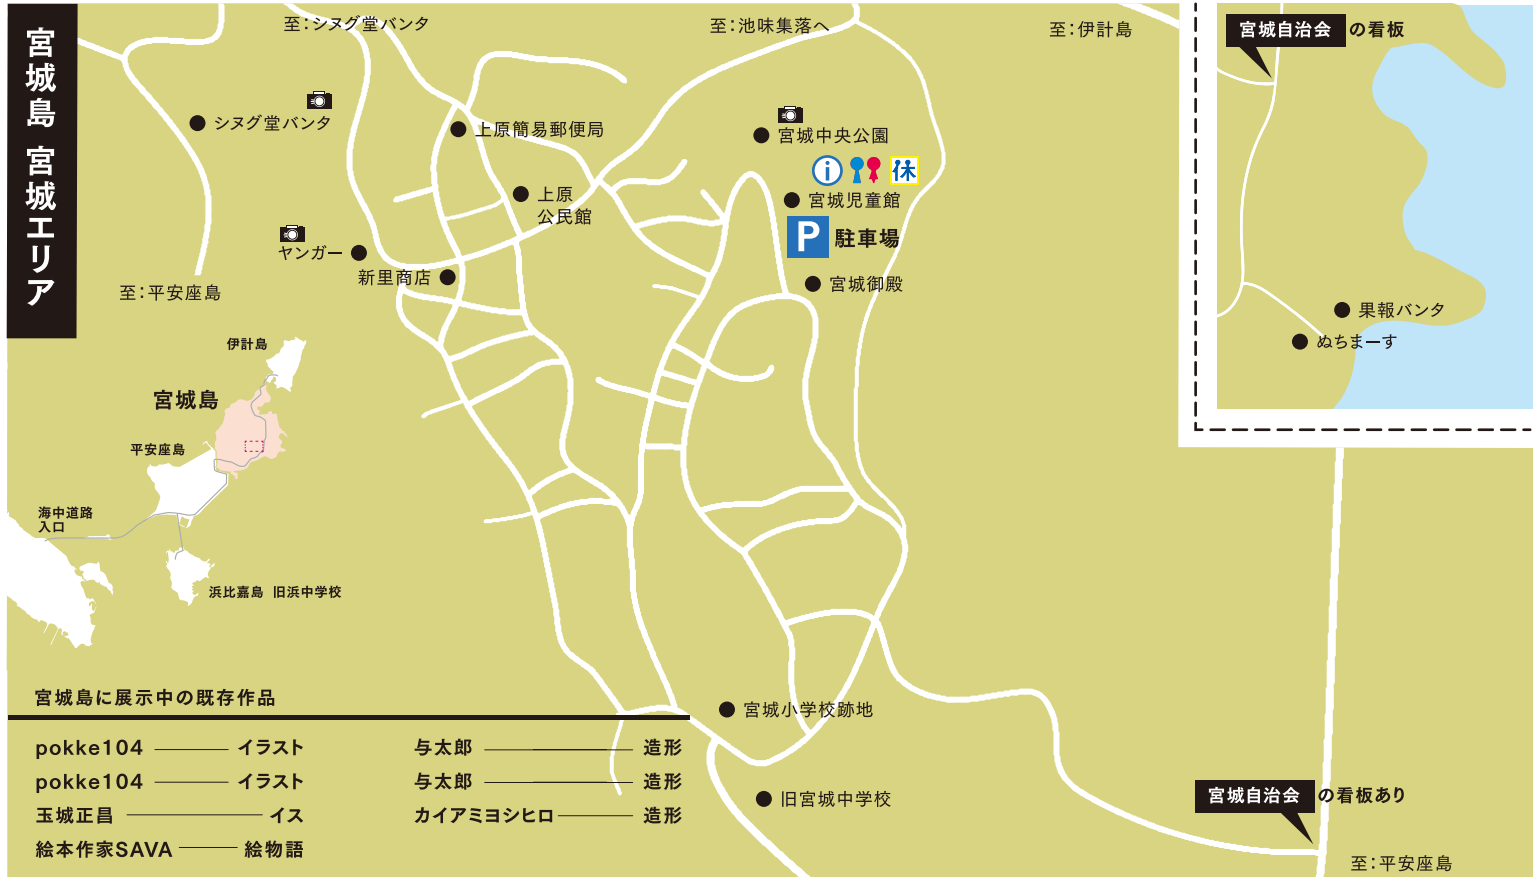 宮城島 宮城エリア
至：シヌグ堂バンタ
至：池味集落へ
至：伊計島
宮城自治会 の看板
シヌグ堂バンタ
上原簡易郵便局
宮城中央公園
i
休
上原
公民館
宮城児童館
P 駐車場
ヤンガー
新里商店
宮城御殿
至：平安座島
果報バンタ
ぬちまーす
伊計島
宮城島
平安座島
海中道路
入口
浜比嘉島 旧浜中学校
宮城島に展示中の既存作品
pokke104 イラスト
pokke104 イラスト
玉城正昌 イス
絵本作家SAVA 絵物語
与太郎 造形
与太郎 造形
カイアミヨシヒロ 造形
宮城小学校跡地
旧宮城中学校
宮城自治会 の看板あり
至：平安座島